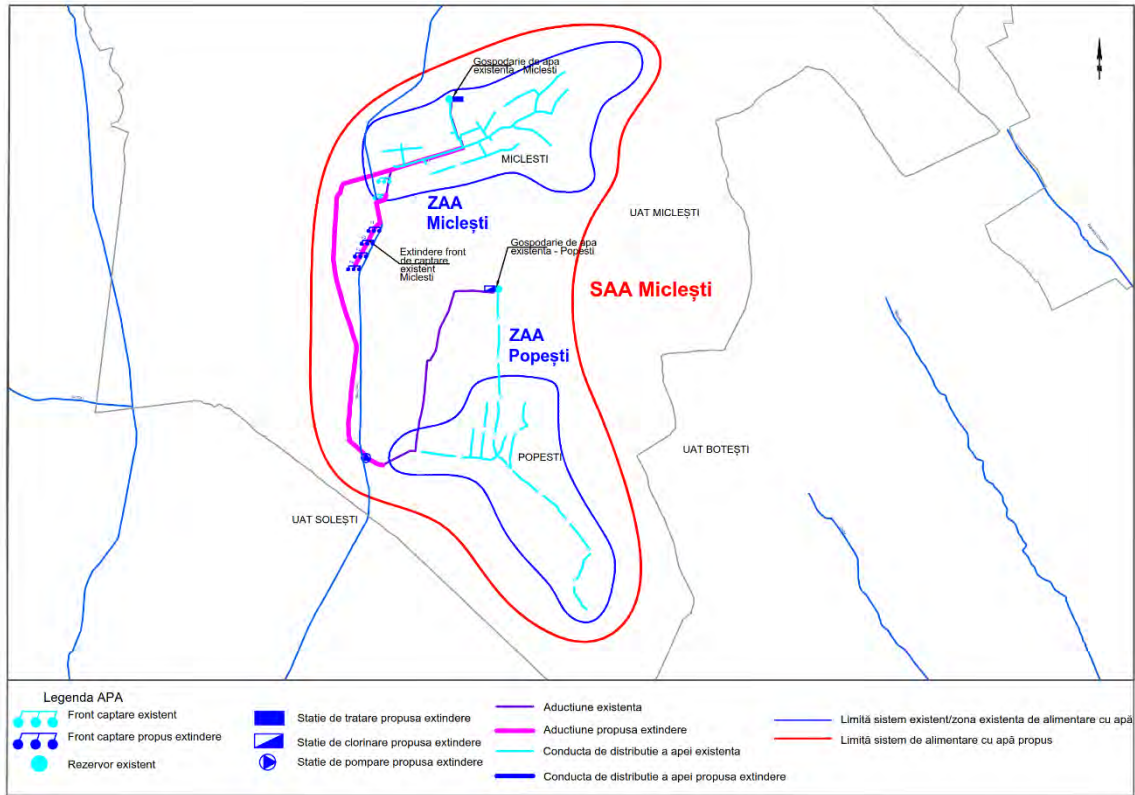 Gospodarie de apa
existenta - Miclesti
MICLESTI
ZAA
Miclești
UAT MICLEȘTI
Extindere front
de captare
existent
Miclesti
Gospodarie de apa
existenta - Popesti
SAA Miclești
ZAA
Popești
POPESTI
UAT BOTEȘTI
UAT SOLEȘTI
Legenda APA
Front captare existent
Front captare propus extindere
Rezervor existent
Statie de tratare propusa extindere
Statie de clorinare propusa extindere
Statie de pompare propusa extindere
Aductiune existenta
Aductiune propusa extindere
Conducta de distributie a apei existenta
Conducta de distributie a apei propusa extindere
Limită sistem existent/zona existenta de alimentare cu apă
Limită sistem de alimentare cu apă propus